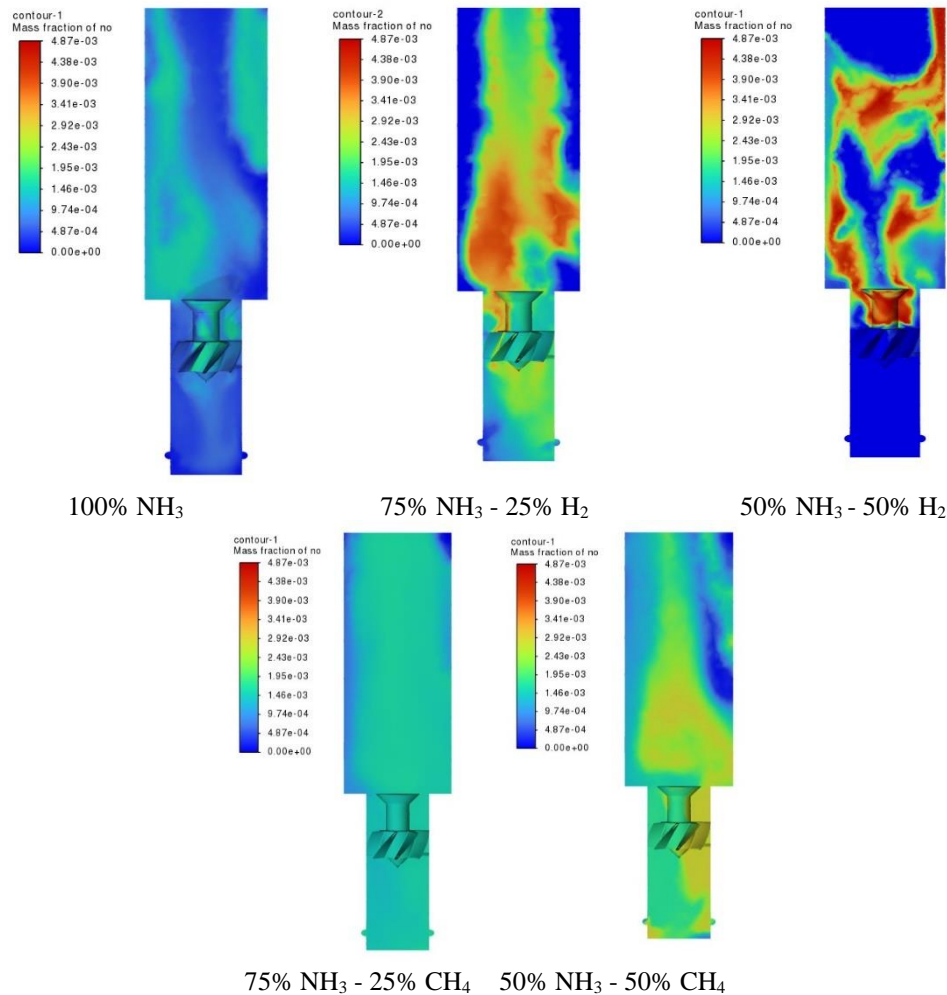 contour-1
Mass fraction of no
4.87e-03
4.38e-03
3.90e-03
3.41e-03
2.92e-03
2.43e-03
1.95e-03
1.46e-03
9.74e-04
4.87e-04
0.00e+00
contour-2
Mass fraction of no
4.87e-03
4.38e-03
3.90e-03
3.41e-03
2.92e-03
2.43e-03
1.95e-03
1.46e-03
9.74e-04
4.87e-04
0.00e+00
contour-1
Mass fraction of no
4.87e-03
4.38e-03
3.90e-03
3.41e-03
2.92e-03
2.43e-03
1.95e-03
1.46e-03
9.74e-04
4.87e-04
0.00e+00
100% NH₃
75% NH₃ - 25% H₂
50% NH₃ - 50% H₂
contour-1
Mass fraction of no
4.87e-03
4.38e-03
3.90e-03
3.41e-03
2.92e-03
2.43e-03
1.95e-03
1.46e-03
9.74e-04
4.87e-04
0.00e+00
contour-1
Mass fraction of no
4.87e-03
4.38e-03
3.90e-03
3.41e-03
2.92e-03
2.43e-03
1.95e-03
1.46e-03
9.74e-04
4.87e-04
0.00e+00
75% NH₃ - 25% CH₄
50% NH₃ - 50% CH₄